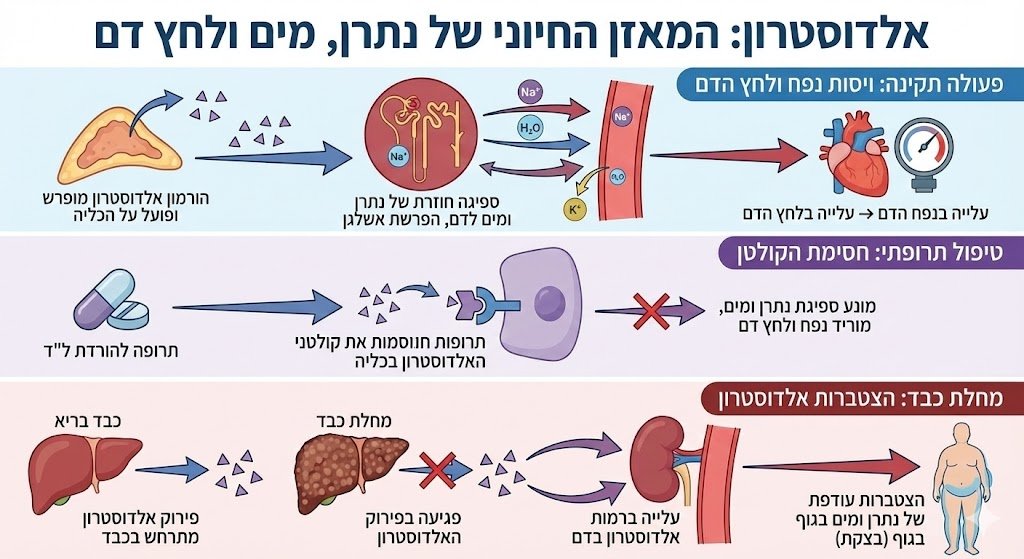 אלדוסטרון: המאזן החיוני של נתרן, מים ולחץ דם
פעולה תקינה: ויסות נפח ולחץ הדם
הורמון אלדוסטרון מופרש
ופועל על הכליה
Na⁺
Na⁺
H₂O
ספיגה חוזרת של נתרן
ומים לדם, הפרשת אשלגן
Na⁺
K⁺
עלייה בנפח הדם → עלייה בלחץ הדם
טיפול תרופתי: חסימת הקולטן
תרופה להורדת ל"ד
תרופות חוסמות את קולטני
האלדוסטרון בכליה
מונע ספיגת נתרן ומים,
מוריד נפח ולחץ דם
מחלת כבד: הצטברות אלדוסטרון
כבד בריא
פירוק אלדוסטרון
מתרחש בכבד
מחלת כבד
פגיעה בפירוק
האלדוסטרון
עלייה ברמות
אלדוסטרון בדם
הצטברות עודפת
של נתרן ומים בגוף
בגוף (בצקת)